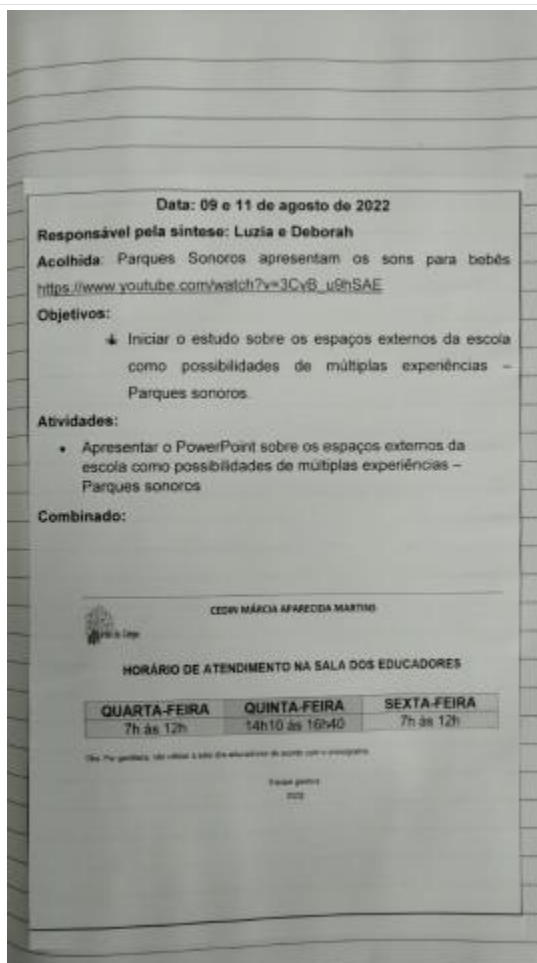 Data: 09 e 11 de agosto de 2022
Responsável pela síntese: Luzia e Deborah
Acolhida: Parques Sonoros apresentam os sons para bebês
https://www.youtube.com/watch?v=3CvB_u9hSAE
Objetivos:
Iniciar o estudo sobre os espaços externos da escola
como possibilidades de múltiplas experiências –
Parques sonoros.
Atividades:
• Apresentar o PowerPoint sobre os espaços externos da
escola como possibilidades de múltiplas experiências –
Parques sonoros
Combinado:
CEDIN MÁRCIA APARECIDA MARTINS
HORÁRIO DE ATENDIMENTO NA SALA DOS EDUCADORES
QUARTA-FEIRA QUINTA-FEIRA SEXTA-FEIRA
7h às 12h 14h10 às 16h40 7h às 12h
Equipe gestora
2022